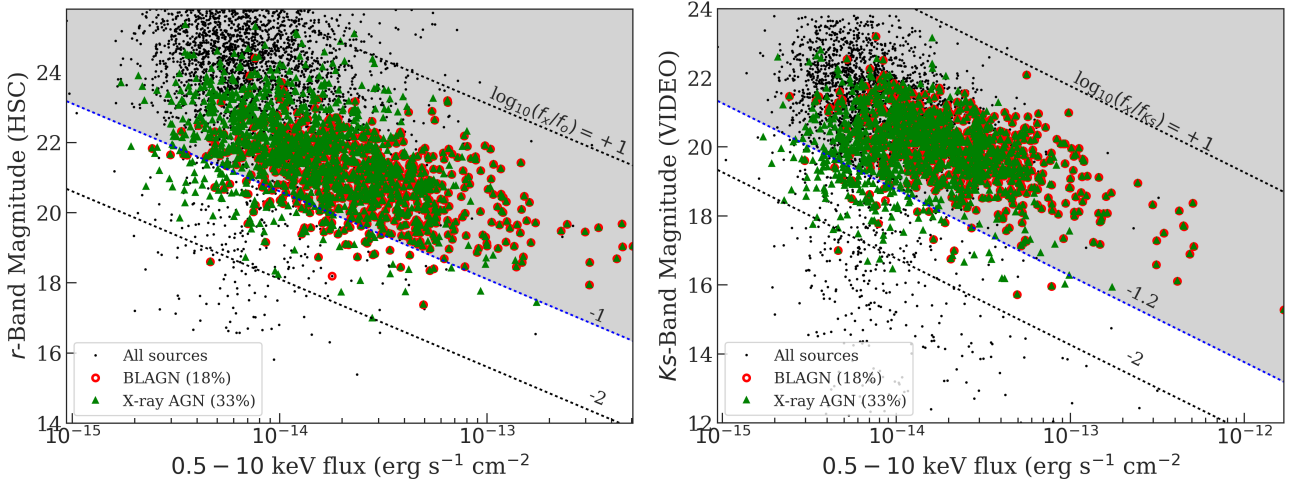 r-Band Magnitude (HSC)
24
22
20
18
16
14
log₁₀(fₓ/fₒ) = +1
-1
-2
All sources
BLAGN (18%)
X-ray AGN (33%)
10⁻¹⁵
10⁻¹⁴
10⁻¹³
0.5 − 10 keV flux (erg s⁻¹ cm⁻²
Ks-Band Magnitude (VIDEO)
24
22
20
18
16
14
12
log₁₀(fₓ/f_Ks) = +1
-1.2
-2
All sources
BLAGN (18%)
X-ray AGN (33%)
10⁻¹⁵
10⁻¹⁴
10⁻¹³
10⁻¹²
0.5 − 10 keV flux (erg s⁻¹ cm⁻²